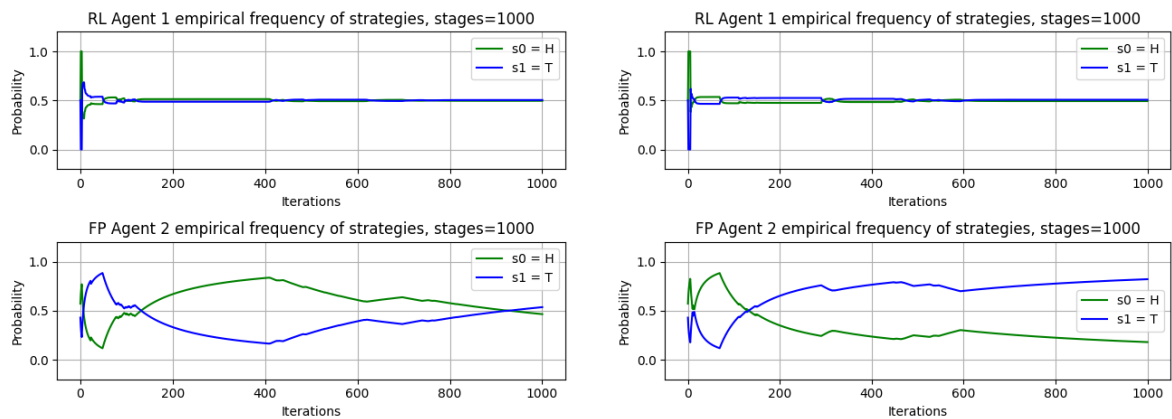 RL Agent 1 empirical frequency of strategies, stages=1000
Probability
1.0
0.5
0.0
s0 = H
s1 = T
0 200 400 600 800 1000
Iterations
RL Agent 1 empirical frequency of strategies, stages=1000
Probability
1.0
0.5
0.0
s0 = H
s1 = T
0 200 400 600 800 1000
Iterations
FP Agent 2 empirical frequency of strategies, stages=1000
Probability
1.0
0.5
0.0
s0 = H
s1 = T
0 200 400 600 800 1000
Iterations
FP Agent 2 empirical frequency of strategies, stages=1000
Probability
1.0
0.5
0.0
s0 = H
s1 = T
0 200 400 600 800 1000
Iterations